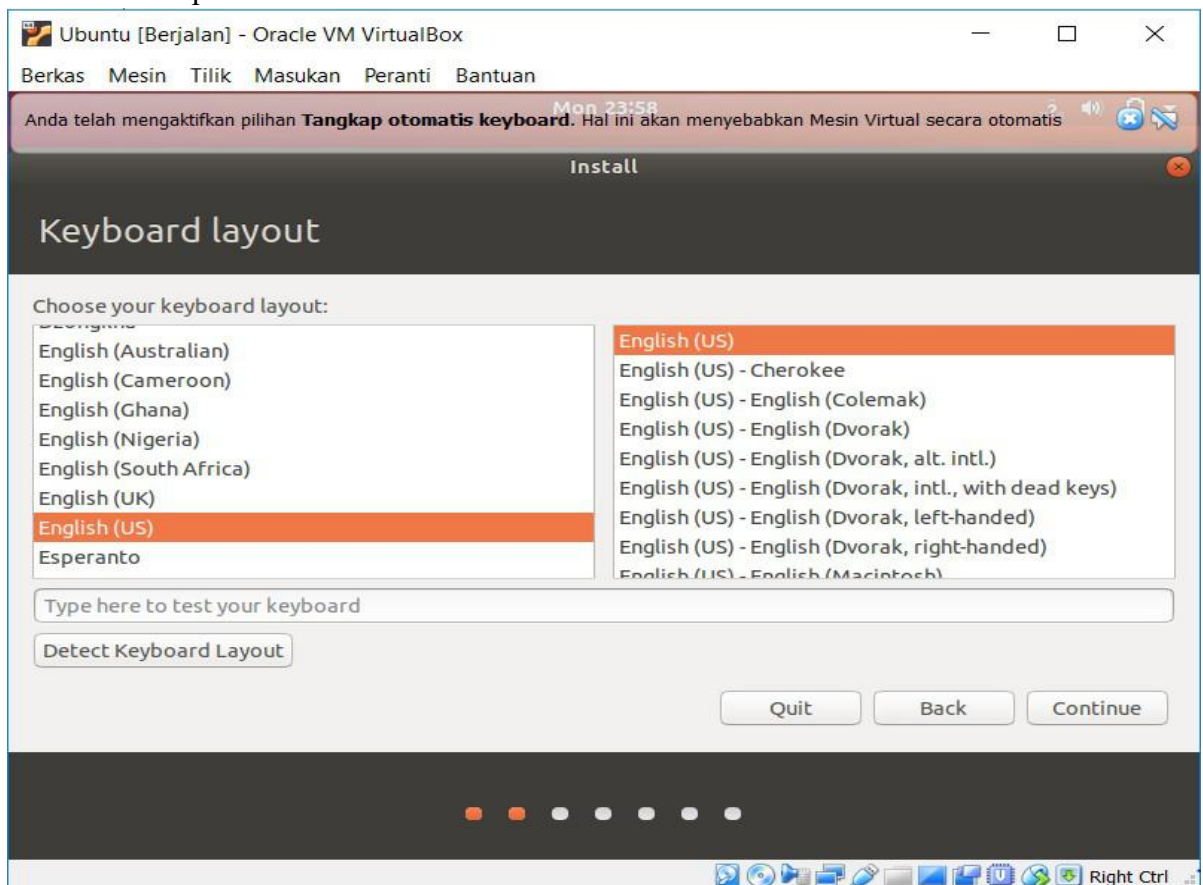 Ubuntu [Berjalan] - Oracle VM VirtualBox
Berkas Mesin Tilik Masukan Peranti Bantuan
Mon 23:58
Anda telah mengaktifkan pilihan Tangkap otomatis keyboard. Hal ini akan menyebabkan Mesin Virtual secara otomatis
Install
Keyboard layout
Choose your keyboard layout:
English (Australian)
English (Cameroon)
English (Ghana)
English (Nigeria)
English (South Africa)
English (UK)
English (US)
Esperanto
English (US)
English (US) - Cherokee
English (US) - English (Colemak)
English (US) - English (Dvorak)
English (US) - English (Dvorak, alt. intl.)
English (US) - English (Dvorak, intl., with dead keys)
English (US) - English (Dvorak, left-handed)
English (US) - English (Dvorak, right-handed)
English (US) - English (Macintosh)
Type here to test your keyboard
Detect Keyboard Layout
Quit Back Continue
Right Ctrl